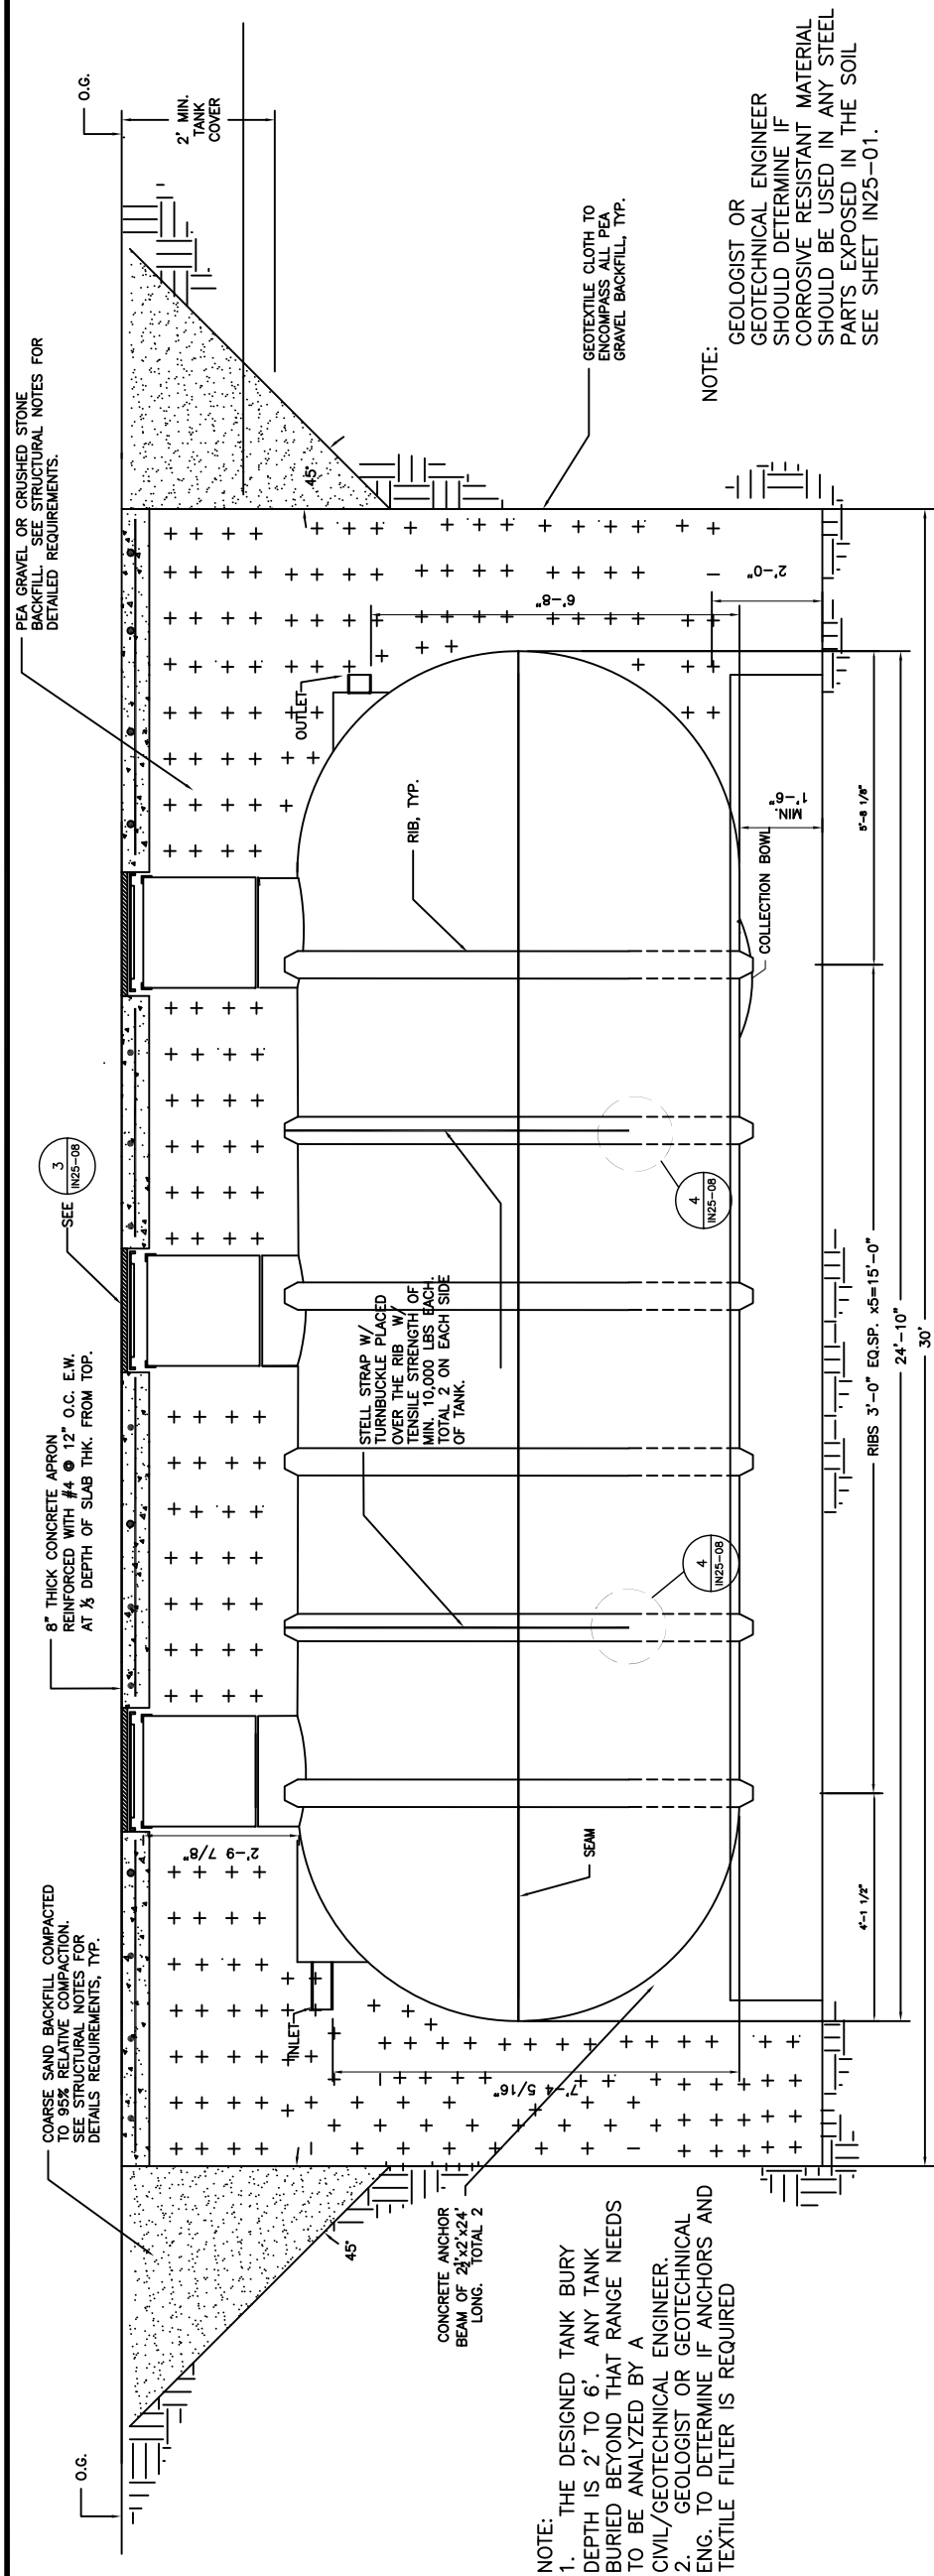 O.G.
COARSE SAND BACKFILL COMPACTED
TO 95% RELATIVE COMPACTION.
SEE STRUCTURAL NOTES FOR
DETAILS REQUIREMENTS, TYP.
8" THICK CONCRETE APRON
REINFORCED WITH #4 @ 12" O.C. E.W.
AT ⅓ DEPTH OF SLAB THK. FROM TOP.
SEE
3
IN25-08
PEA GRAVEL OR CRUSHED STONE
BACKFILL. SEE STRUCTURAL NOTES FOR
DETAILED REQUIREMENTS.
O.G.
2' MIN.
TANK
COVER
45°
45°
2'-9 7/8"
INLET
OUTLET
STELL STRAP W/
TURNBUCKLE PLACED
OVER THE RIB W/
TENSILE STRENGTH OF
MIN. 10,000 LBS EACH.
TOTAL 2 ON EACH SIDE
OF TANK.
RIB, TYP.
GEOTEXTILE CLOTH TO
ENCOMPASS ALL PEA
GRAVEL BACKFILL, TYP.
CONCRETE ANCHOR
BEAM OF 2½'x2'x24'
LONG. TOTAL 2
7'-4 5/16"
SEAM
4
IN25-08
4
IN25-08
6'-8"
2'-0"
COLLECTION BOWL
MIN.
1'-6"
4'-1 1/2"
RIBS 3'-0" EQ.SP. x5=15'-0"
5'-8 1/8"
24'-10"
30'
NOTE:
1. THE DESIGNED TANK BURY
DEPTH IS 2' TO 6'. ANY TANK
BURIED BEYOND THAT RANGE NEEDS
TO BE ANALYZED BY A
CIVIL/GEOTECHNICAL ENGINEER.
2. GEOLOGIST OR GEOTECHNICAL
ENG. TO DETERMINE IF ANCHORS AND
TEXTILE FILTER IS REQUIRED
NOTE:
GEOLOGIST OR
GEOTECHNICAL ENGINEER
SHOULD DETERMINE IF
CORROSIVE RESISTANT MATERIAL
SHOULD BE USED IN ANY STEEL
PARTS EXPOSED IN THE SOIL
SEE SHEET IN25-01.